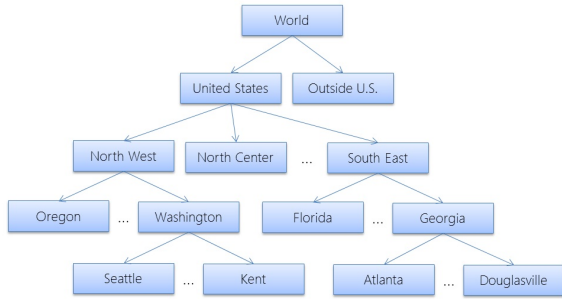 World
United States
Outside U.S.
North West
North Center
...
South East
Oregon
...
Washington
Florida
...
Georgia
Seattle
...
Kent
Atlanta
...
Douglasville